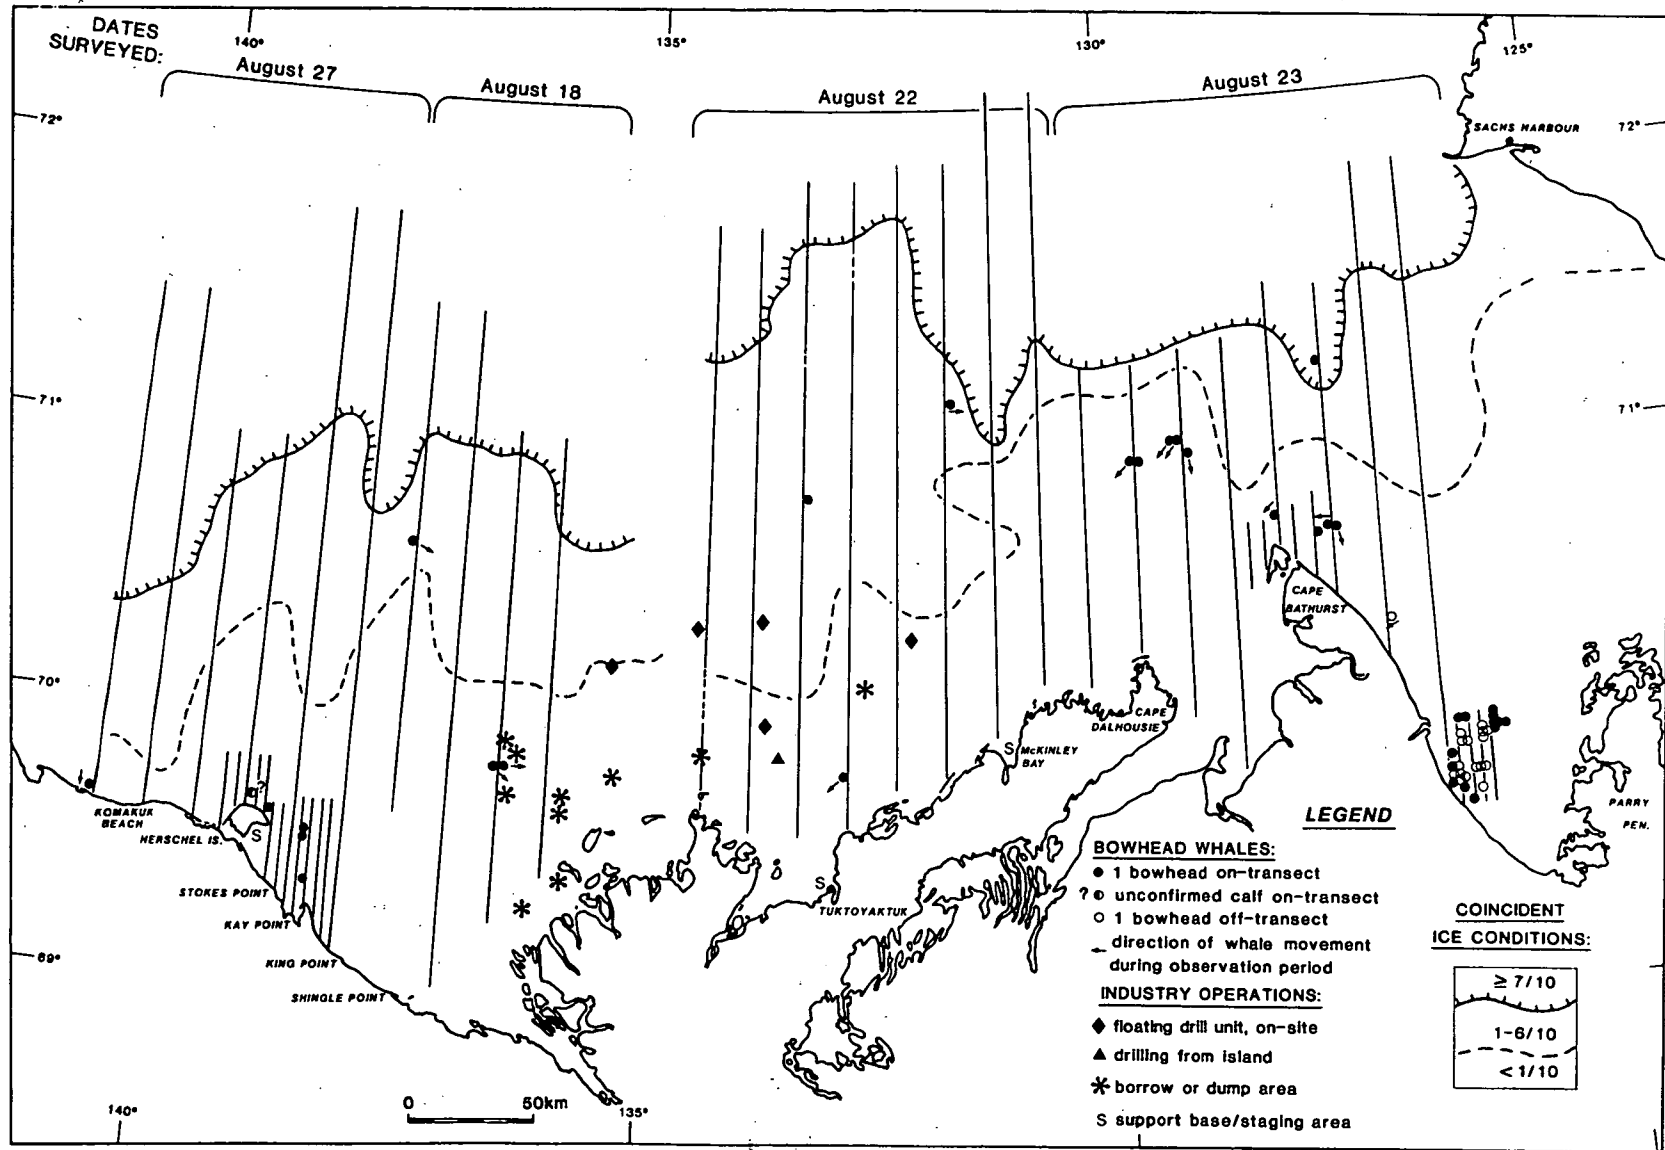 DATES
SURVEYED:
August 27
August 18
August 22
August 23
140°
135°
130°
125°
72°
72°
SACHS HARBOUR
71°
71°
70°
69°
CAPE
BATHURST
CAPE
DALHOUSIE
S McKINLEY
BAY
PARRY
PEN.
?
KOMAKUK
BEACH
HERSCHEL IS.
S
STOKES POINT
KAY POINT
KING POINT
SHINGLE POINT
S
TUKTOYAKTUK
LEGEND
BOWHEAD WHALES:
1 bowhead on-transect
? unconfirmed calf on-transect
1 bowhead off-transect
direction of whale movement
during observation period
INDUSTRY OPERATIONS:
floating drill unit, on-site
drilling from island
borrow or dump area
S support base/staging area
COINCIDENT
ICE CONDITIONS:
≥ 7/10
1-6/10
<1/10
0 50km
140°
135°